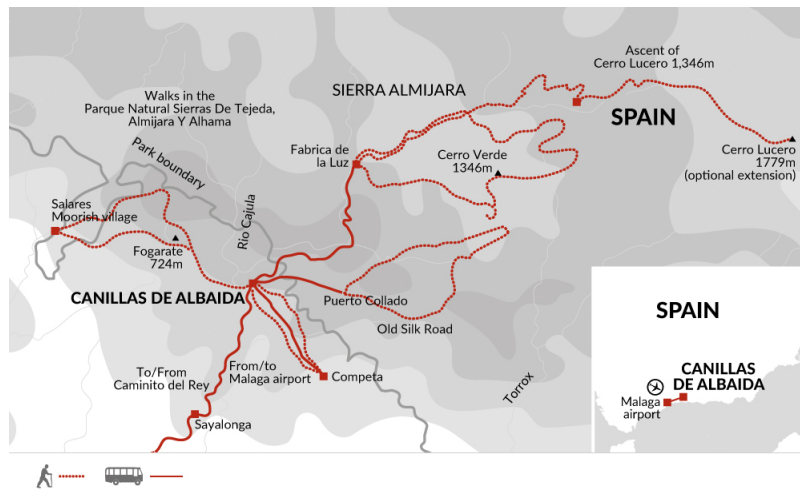 Ascent of
Cerro Lucero 1,346m
SIERRA ALMIJARA
Walks in the
Parque Natural Sierras De Tejeda,
Almijara Y Alhama
SPAIN
Park boundary
Fabrica de
la Luz
Cerro Verde
1346m
Cerro Lucero
1779m
(optional extension)
Salares
Moorish village
Rio Cajula
Fogarate
724m
CANILLAS DE ALBAIDA
Puerto Collado
Old Silk Road
To/From
Caminito del Rey
From/to
Malaga airport
Competa
Torrox
Sayalonga
SPAIN
CANILLAS
DE ALBAIDA
Malaga
airport